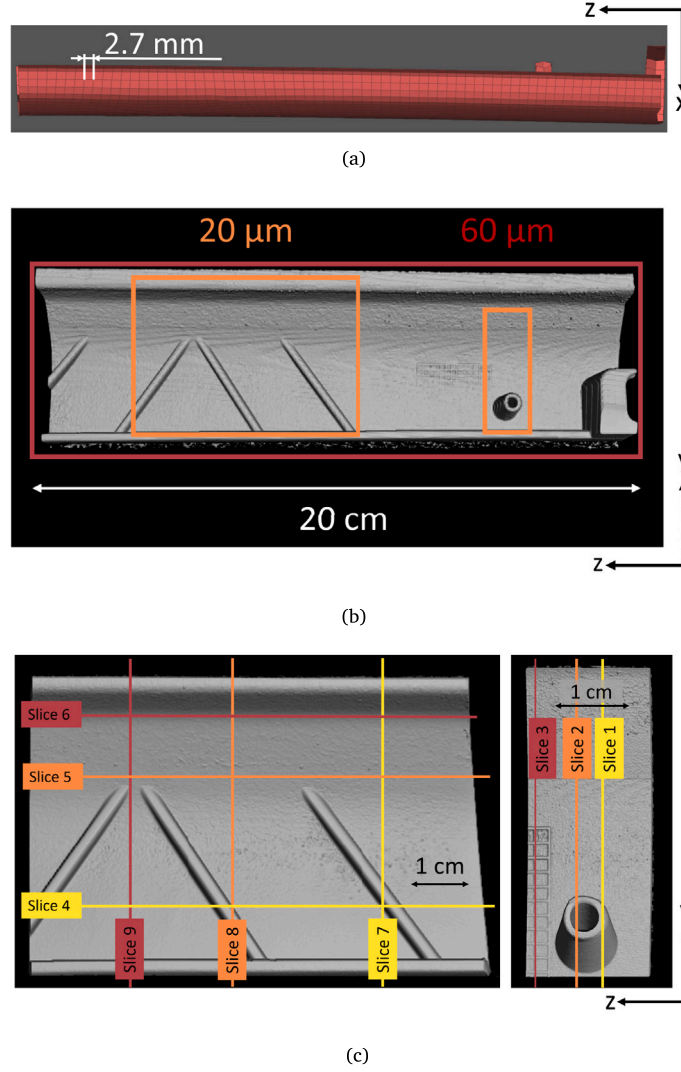 Z
2.7 mm
X
(a)
20 µm 60 µm
20 cm
Z
(b)
Slice 6
Slice 5
Slice 4
1 cm
Slice 9
Slice 8
Slice 7
1 cm
Slice 3
Slice 2
Slice 1
Z
(c)